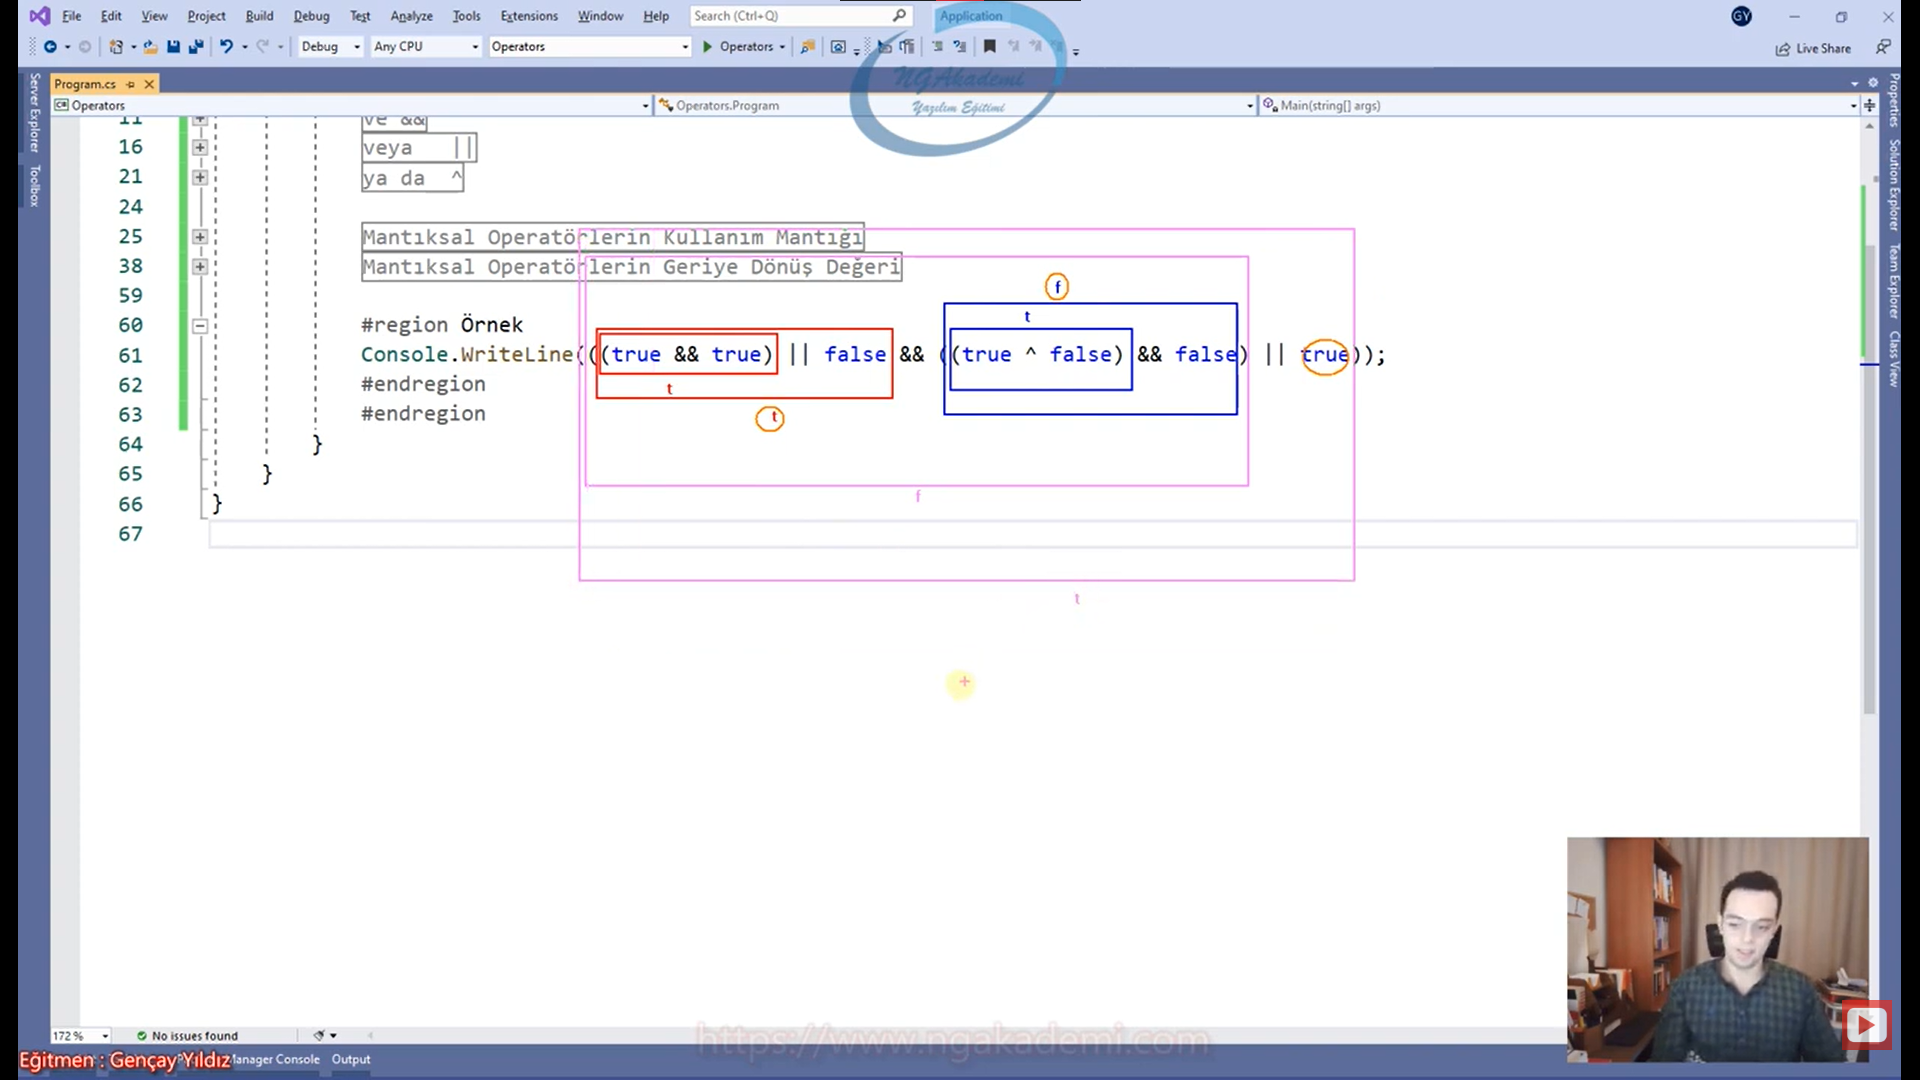 File Edit View Project Build Debug Test Analyze Tools Extensions Window Help Search (Ctrl+Q) Application GY
Debug Any CPU Operators Operators Live Share
NGAkademi
Yazılım Eğitimi
Program.cs
Operators Operators.Program Main(string[] args)
Server Explorer
Toolbox
Properties
Solution Explorer
Team Explorer
Live Changes
11 ve &&
16 veya ||
21 ya da ^
24
25 Mantıksal Operatörlerin Kullanım Mantığı
38 Mantıksal Operatörlerin Geriye Dönüş Değeri
59
f
t
60 #region Örnek
61 Console.WriteLine(((true && true) || false && ((true ^ false) && false) || true));
62 #endregion
t
63 #endregion
t
64 }
65 }
f
66 }
67
t
172 % No issues found
https://www.ngakademi.com
Eğitmen : Gençay Yıldız Manager Console Output